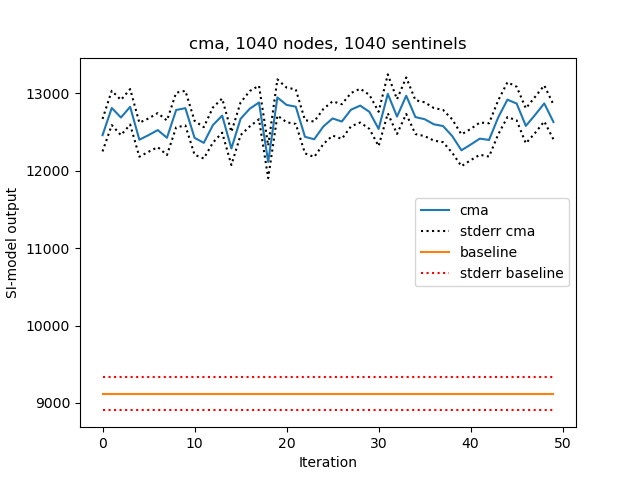 cma, 1040 nodes, 1040 sentinels
13000
12000
11000
10000
9000
SI-model output
cma
stderr cma
baseline
stderr baseline
0 10 20 30 40 50
Iteration